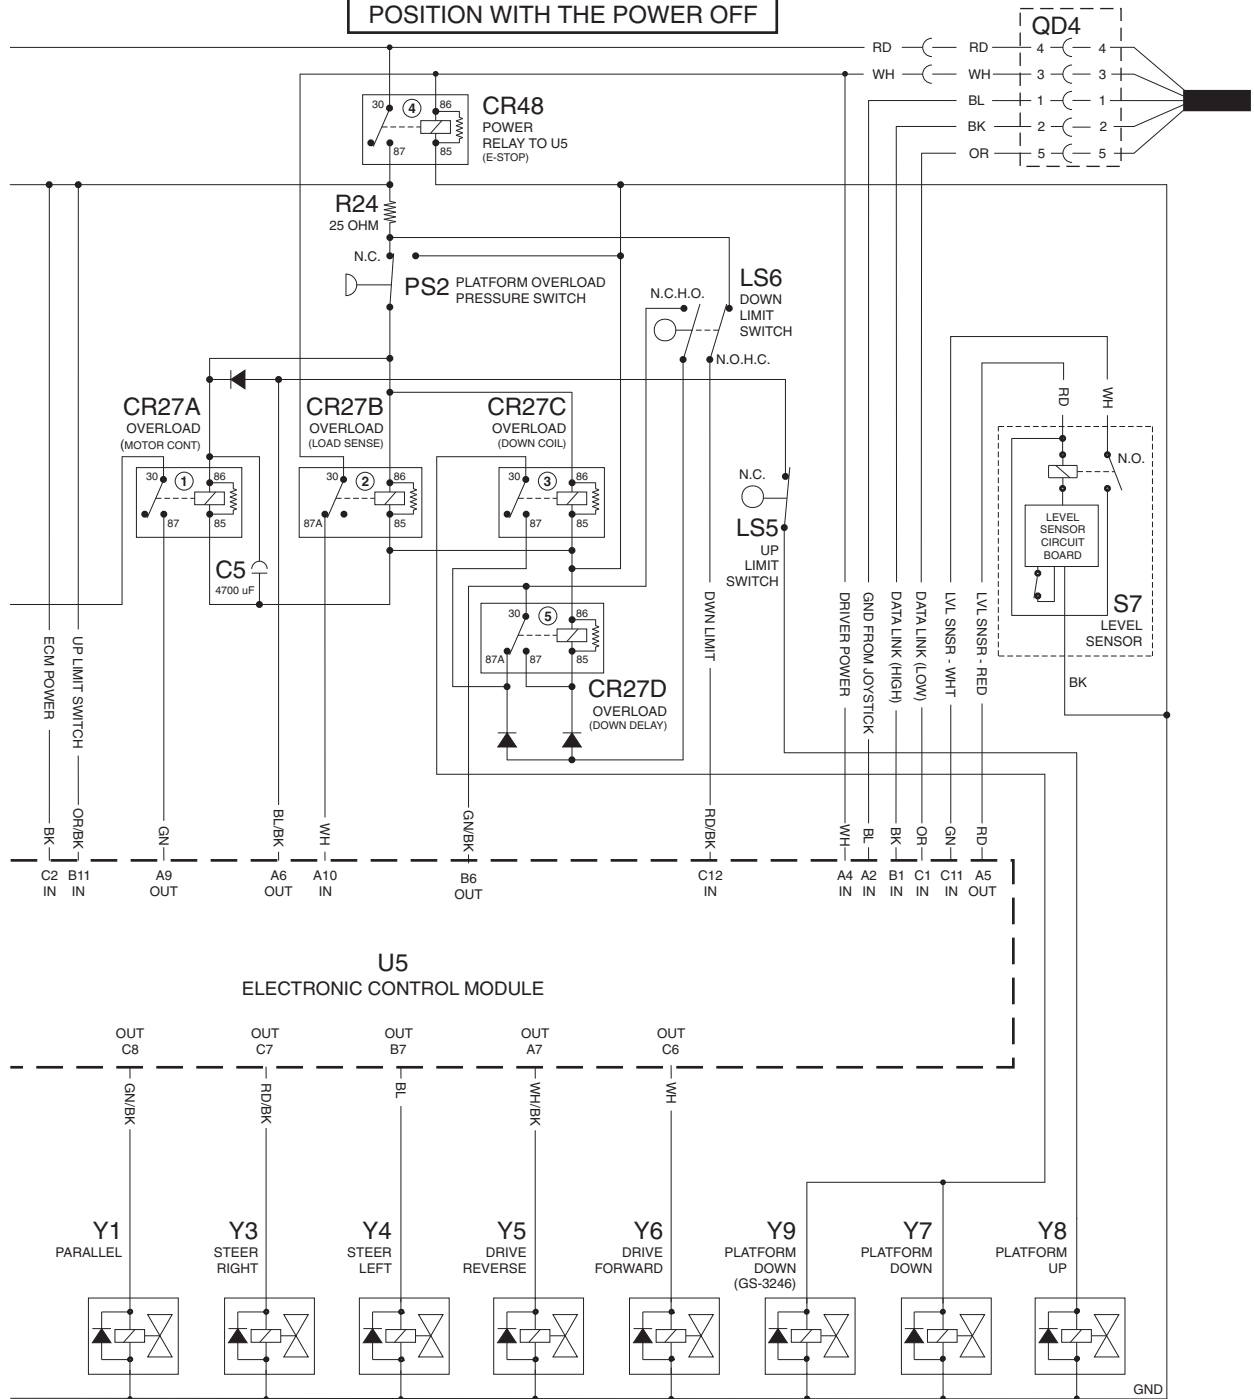 POSITION WITH THE POWER OFF
QD4
RD RD 4 4
WH WH 3 3
BL 1 1
BK 2 2
OR 5 5
30 4 86
87 85
CR48
POWER
RELAY TO U5
(E-STOP)
R24
25 OHM
N.C.
PS2
PLATFORM OVERLOAD
PRESSURE SWITCH
LS6
DOWN
LIMIT
SWITCH
N.C.H.O.
N.O.H.C.
CR27A
OVERLOAD
(MOTOR CONT)
30 1 86
87 85
CR27B
OVERLOAD
(LOAD SENSE)
30 2 86
87A 85
CR27C
OVERLOAD
(DOWN COIL)
30 3 86
87 85
C5
4700 uF
N.C.
LS5
UP
LIMIT
SWITCH
30 5 86
87A 87 85
CR27D
OVERLOAD
(DOWN DELAY)
RD
WH
N.O.
LEVEL
SENSOR
CIRCUIT
BOARD
S7
LEVEL
SENSOR
BK
ECM POWER
UP LIMIT SWITCH
DWN LIMIT
DRIVER POWER
GND FROM JOYSTICK
DATA LINK (HIGH)
DATA LINK (LOW)
LVL SNSR - WHT
LVL SNSR - RED
BK
OR/BK
GN
BL/BK
WH
GN/BK
RD/BK
WH
BL
BK
OR
GN
RD
C2 IN
B11 IN
A9 OUT
A6 OUT
A10 IN
B6 OUT
C12 IN
A4 IN
A2 IN
B1 IN
C1 IN
C11 IN
A5 OUT
U5
ELECTRONIC CONTROL MODULE
OUT C8
OUT C7
OUT B7
OUT A7
OUT C6
GN/BK
RD/BK
BL
WH/BK
WH
Y1
PARALLEL
Y3
STEER
RIGHT
Y4
STEER
LEFT
Y5
DRIVE
REVERSE
Y6
DRIVE
FORWARD
Y9
PLATFORM
DOWN
(GS-3246)
Y7
PLATFORM
DOWN
Y8
PLATFORM
UP
GND